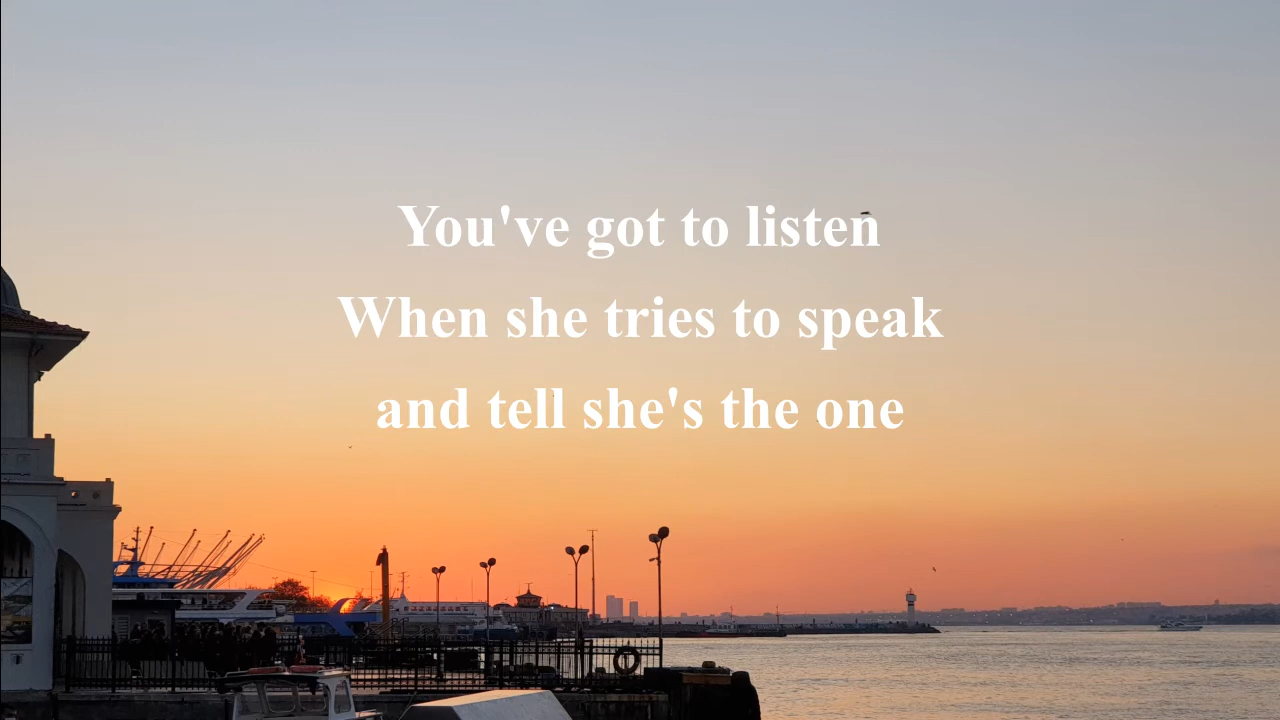 You've got to listen
When she tries to speak
and tell she's the one